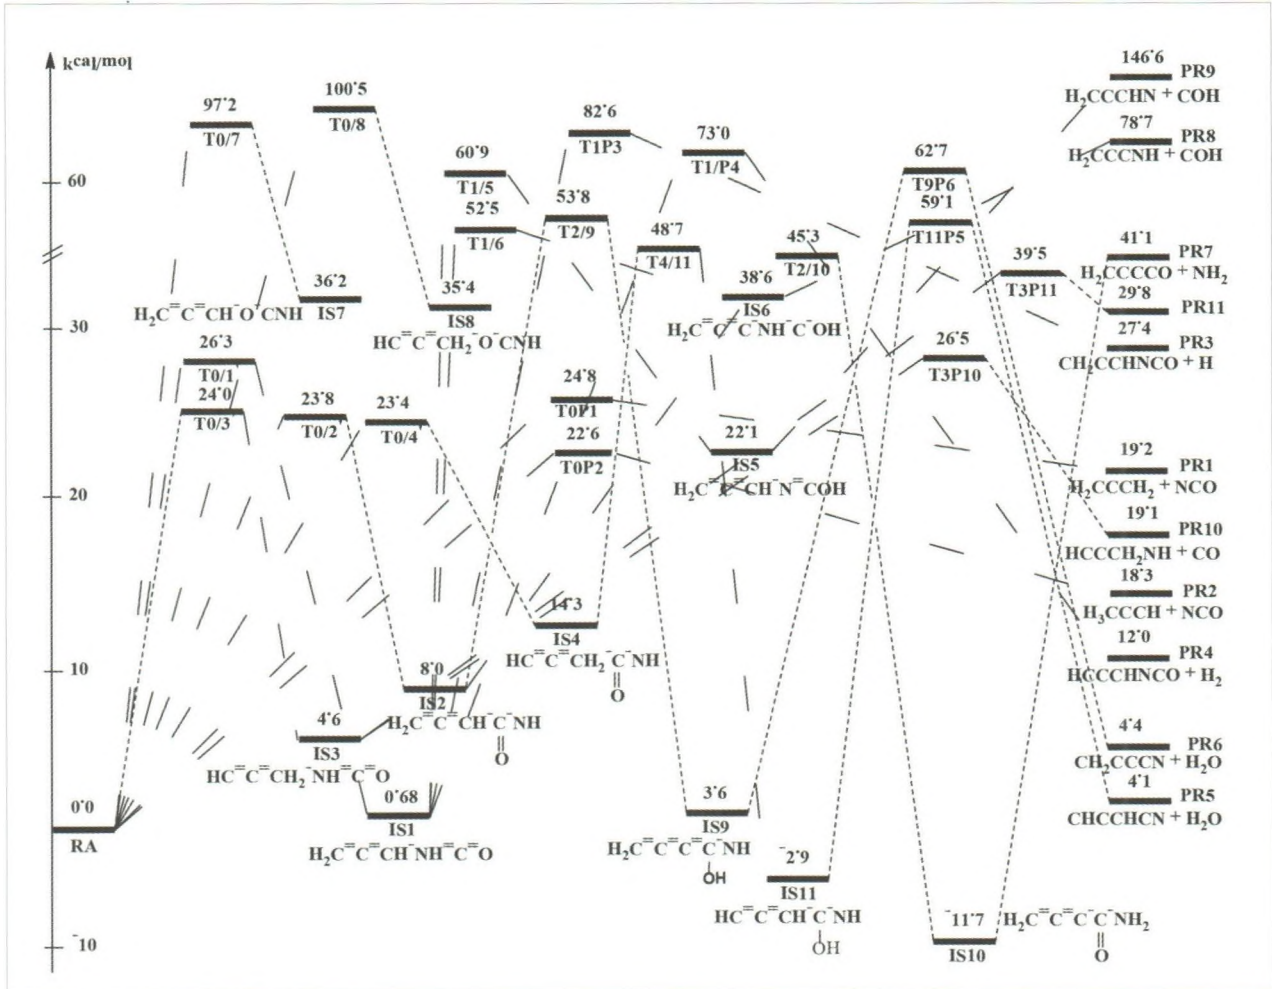 kcal/mol
146.6
PR9
H2CCCHN + COH
78.7
PR8
H2CCCNH + COH
97.2
T0/7
100.5
T0/8
82.6
T1P3
73.0
T1/P4
60.9
T1/5
62.7
T9P6
60
52.5
T1/6
53.8
T2/9
59.1
T11P5
48.7
T4/11
45.3
T2/10
41.1
PR7
H2CCCCO + NH2
39.5
T3P11
38.6
IS6
H2C=C=C-NH-C-OH
36.2
IS7
H2C=C=CH-O-CNH
35.4
IS8
HC=C=CH2-O-CNH
29.8
PR11
30
27.4
PR3
CH2CCHNCO + H
26.3
T0/1
26.5
T3P10
24.0
T0/3
23.8
T0/2
23.4
T0/4
24.8
T0P1
22.6
T0P2
22.1
IS5
H2C=C=CH-N=COH
20
19.2
PR1
H2CCCH2 + NCO
19.1
PR10
HCCCH2NH + CO
18.3
PR2
H3CCCH + NCO
14.3
IS4
HC=C=CH2-C-NH
O
12.0
PR4
HCCCHNCO + H2
10
8.0
IS2
H2C=C=CH-C-NH
O
4.6
IS3
HC=C=CH2-NH=C=O
4.4
PR6
CH2CCCN + H2O
4.1
PR5
CHCCHCN + H2O
3.6
IS9
H2C=C=C=C-NH
OH
0.68
IS1
H2C=C=CH-NH=C=O
0.0
RA
-2.9
IS11
HC=C=CH-C-NH
OH
-11.7
IS10
H2C=C=C-C-NH2
O
-10